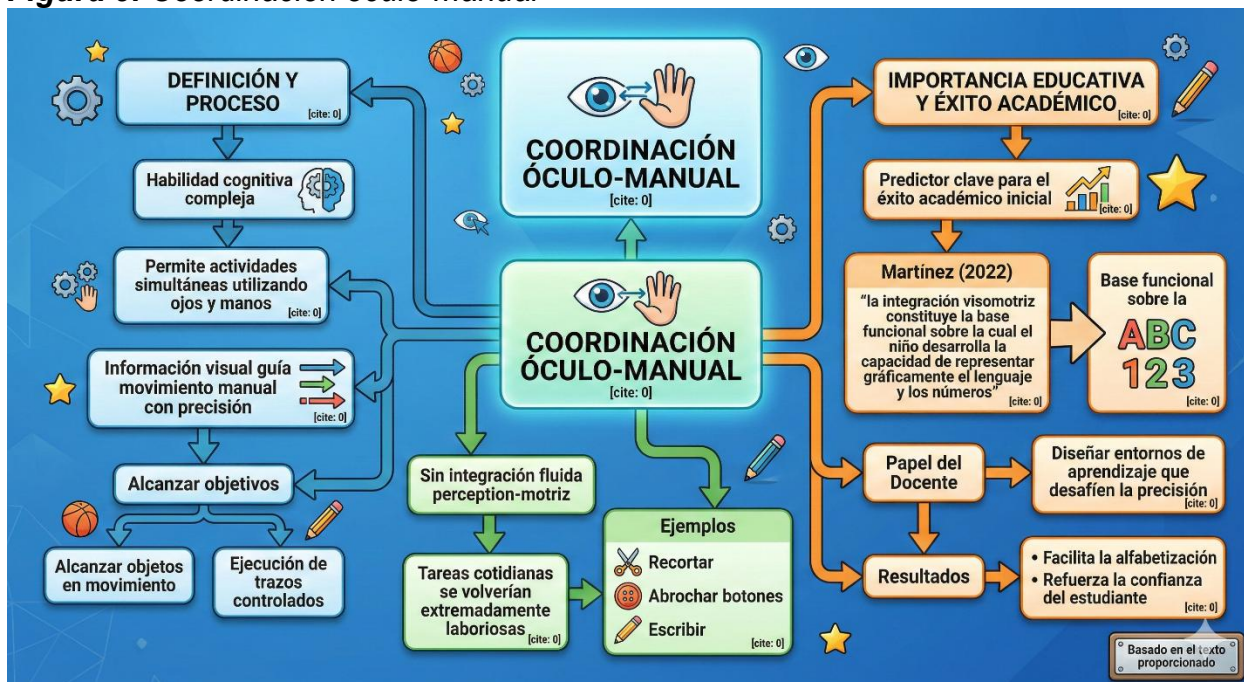 DEFINICIÓN Y
PROCESO
[cite: 0]
Habilidad cognitiva
compleja
Permite actividades
simultáneas utilizando
ojos y manos
[cite: 0]
Información visual guía
movimiento manual
con precisión
[cite: 0]
Alcanzar objetivos
Alcanzar objetos
en movimiento
Ejecución de
trazos
controlados
COORDINACIÓN
ÓCULO-MANUAL
[cite: 0]
COORDINACIÓN
ÓCULO-MANUAL
[cite: 0]
Sin integración fluida
perception-motriz
Tareas cotidianas
se volverían
extremadamente
laboriosas
[cite: 0]
Ejemplos
Recortar
Abrochar botones
Escribir
[cite: 0]
IMPORTANCIA EDUCATIVA
Y ÉXITO ACADÉMICO
[cite: 0]
Predictor clave para el
éxito académico inicial
[cite: 0]
Martínez (2022)
“la integración visomotriz
constituye la base
funcional sobre la cual el
niño desarrolla la
capacidad de representar
gráficamente el lenguaje
y los números”
[cite: 0]
Base funcional
sobre la
ABC
123
[cite: 0]
Papel del
Docente
Diseñar entornos de
aprendizaje que
desafíen la precisión
[cite: 0]
Resultados
• Facilita la alfabetización
• Refuerza la confianza
del estudiante
[cite: 0]
Basado en el texto
proporcionado